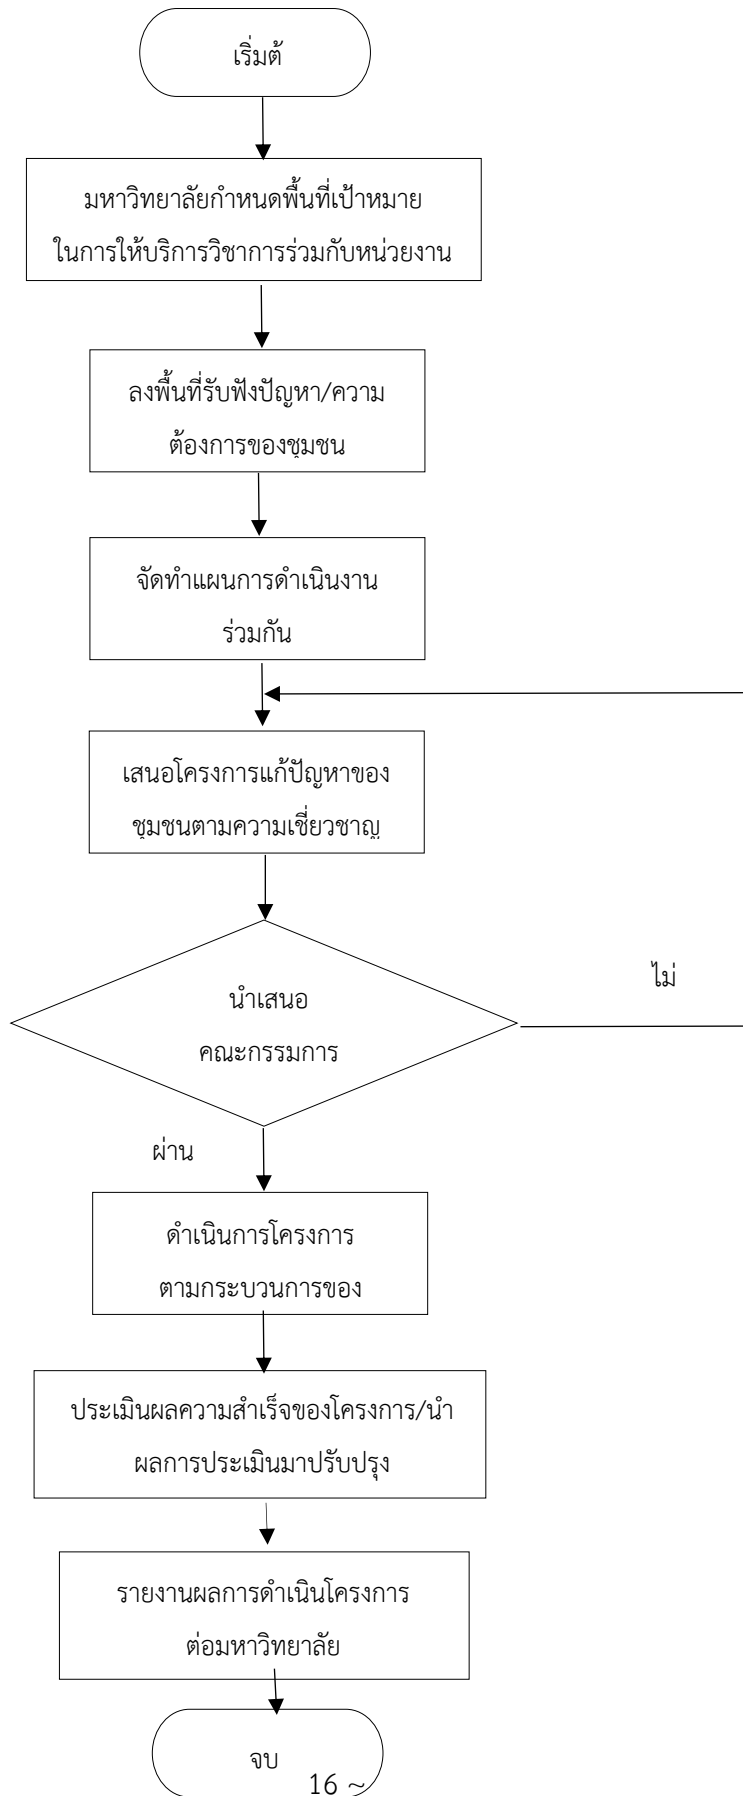 เริ่มต้
มหาวิทยาลัยกำหนดพื้นที่เป้าหมาย
ในการให้บริการวิชาการร่วมกับหน่วยงาน
ลงพื้นที่รับฟังปัญหา/ความ
ต้องการของชุมชน
จัดทำแผนการดำเนินงาน
ร่วมกัน
เสนอโครงการแก้ปัญหาของ
ชุมชนตามความเชี่ยวชาญ
นำเสนอ
คณะกรรมการ
ไม่
ผ่าน
ดำเนินการโครงการ
ตามกระบวนการของ
ประเมินผลความสำเร็จของโครงการ/นำ
ผลการประเมินมาปรับปรุง
รายงานผลการดำเนินโครงการ
ต่อมหาวิทยาลัย
จบ
16 ~